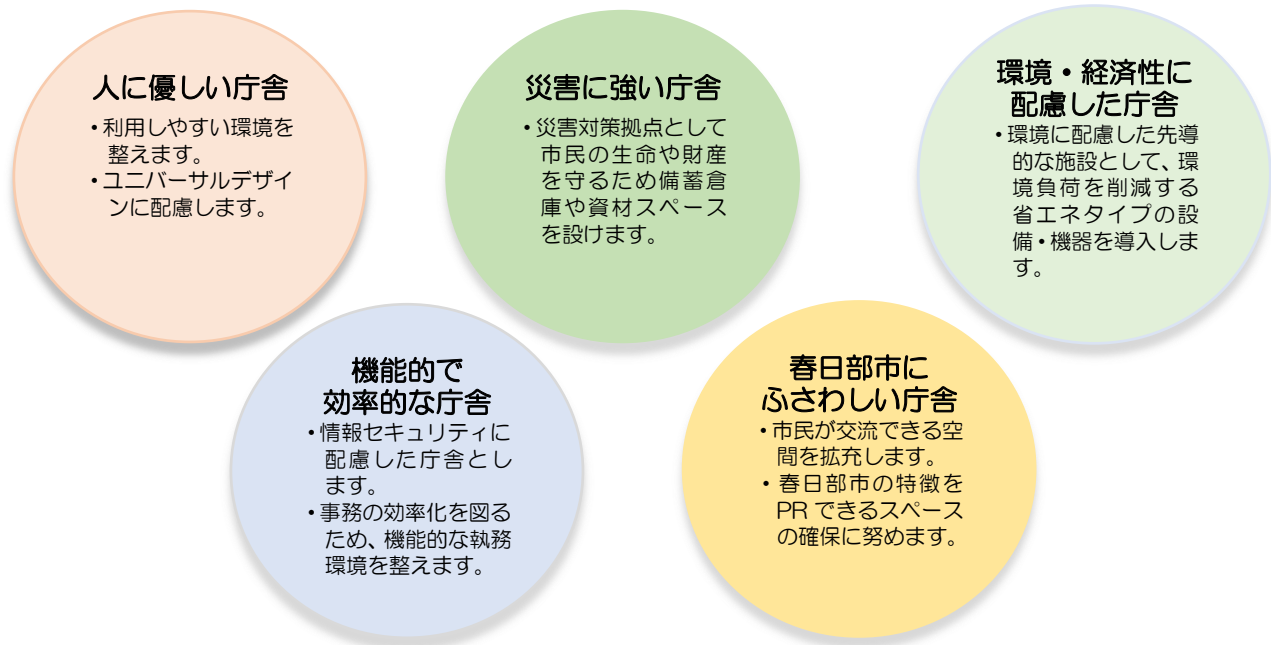 人に優しい庁舎
・利用しやすい環境を
整えます。
・ユニバーサルデザイ
ンに配慮します。
災害に強い庁舎
・災害対策拠点として
市民の生命や財産
を守るため備蓄倉
庫や資材スペース
を設けます。
環境・経済性に
配慮した庁舎
・環境に配慮した先導
的な施設として、環
境負荷を削減する
省エネタイプの設
備・機器を導入しま
す。
機能的で
効率的な庁舎
・情報セキュリティに
配慮した庁舎とし
ます。
・事務の効率化を図る
ため、機能的な執務
環境を整えます。
春日部市に
ふさわしい庁舎
・市民が交流できる空
間を拡充します。
・春日部市の特徴を
PR できるスペース
の確保に努めます。